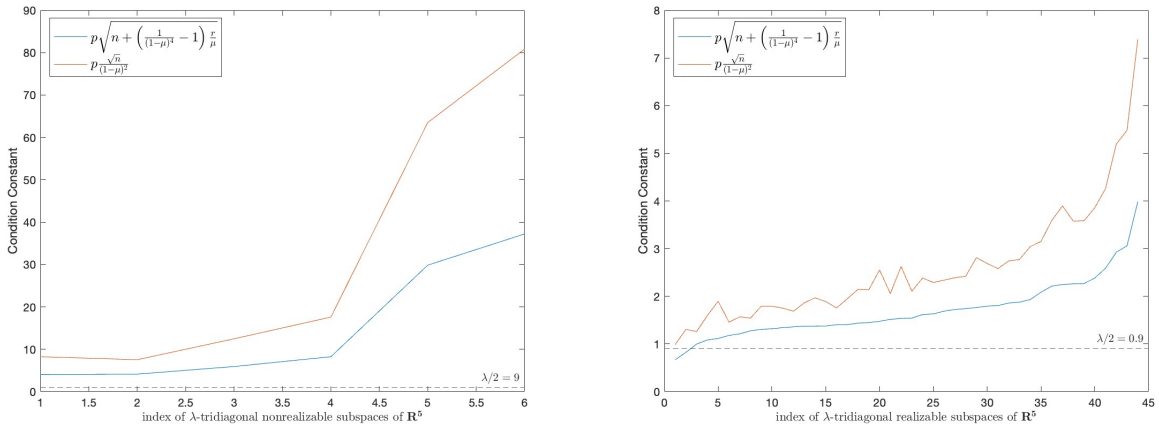 Condition Constant
90
80
70
60
50
40
30
20
10
0
p√(n + (1/(1−μ)⁴ − 1) r/μ)
p √n/(1−μ)²
λ/2 = 9
1 1.5 2 2.5 3 3.5 4 4.5 5 5.5 6
index of λ-tridiagonal nonrealizable subspaces of R⁵
Condition Constant
8
7
6
5
4
3
2
1
0
p√(n + (1/(1−μ)⁴ − 1) r/μ)
p √n/(1−μ)²
λ/2 = 0.9
0 5 10 15 20 25 30 35 40 45
index of λ-tridiagonal realizable subspaces of R⁵